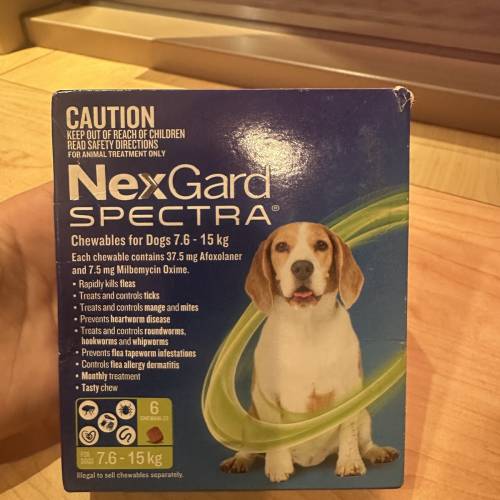 CAUTION
KEEP OUT OF REACH OF CHILDREN
READ SAFETY DIRECTIONS
FOR ANIMAL TREATMENT ONLY
NexGard
SPECTRA®
Chewables for Dogs 7.6 - 15 kg
Each chewable contains 37.5 mg Afoxolaner
and 7.5 mg Milbemycin Oxime.
• Rapidly kills fleas
• Treats and controls ticks
• Treats and controls mange and mites
• Prevents heartworm disease
• Treats and controls roundworms,
hookworms and whipworms
• Prevents flea tapeworm infestations
• Controls flea allergy dermatitis
• Monthly treatment
• Tasty chew
6
CHEWABLES
FOR
DOGS
7.6 - 15 kg
Illegal to sell chewables separately.